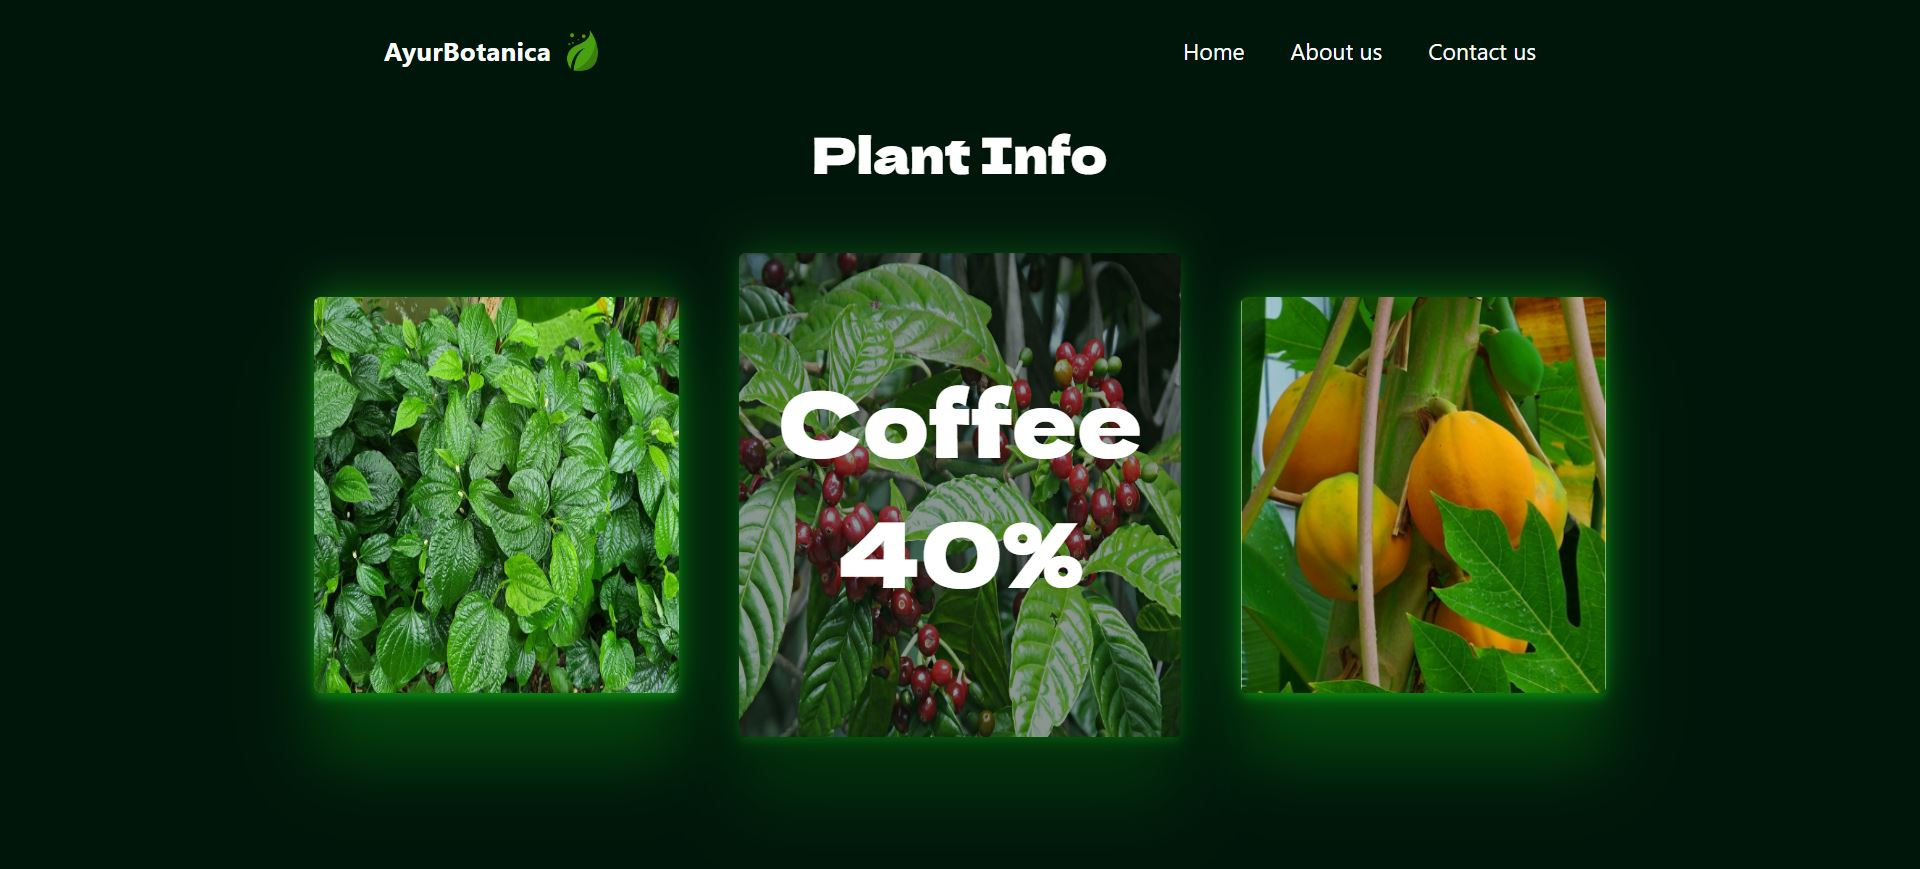 AyurBotanica
Home About us Contact us
Plant Info
Coffee
40%